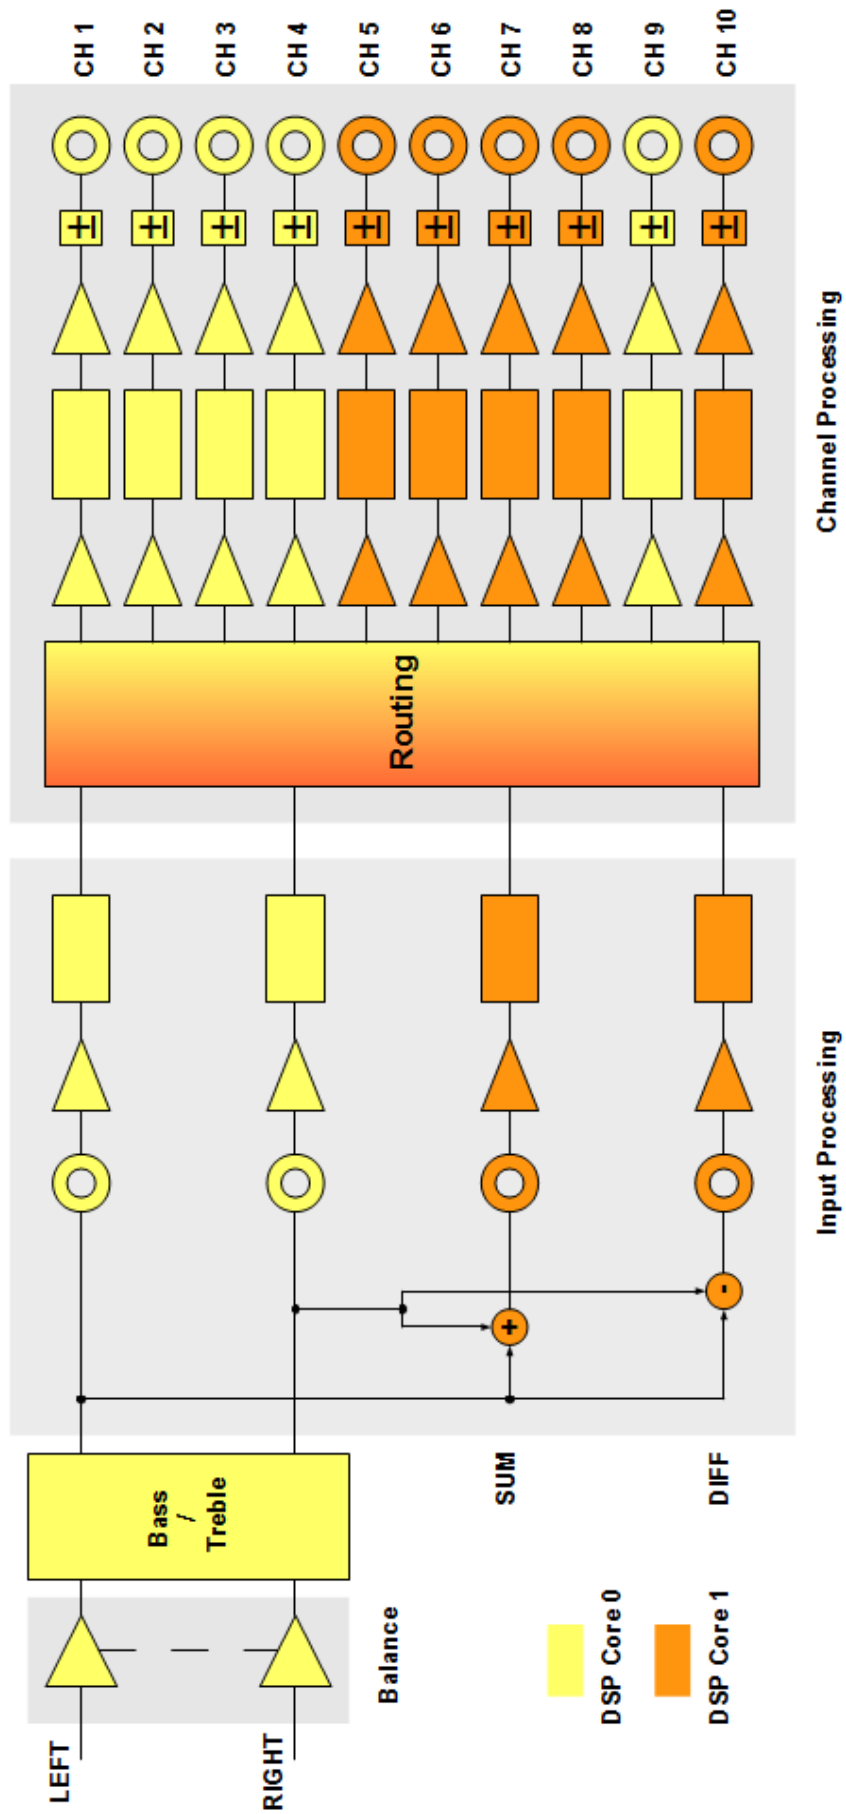 CH 1
CH 2
CH 3
CH 4
CH 5
CH 6
CH 7
CH 8
CH 9
CH 10
±
±
±
±
±
±
±
±
±
±
Channel Processing
Routing
Input Processing
+
-
SUM
DIFF
Bass
/
Treble
Balance
LEFT
RIGHT
DSP Core 0
DSP Core 1